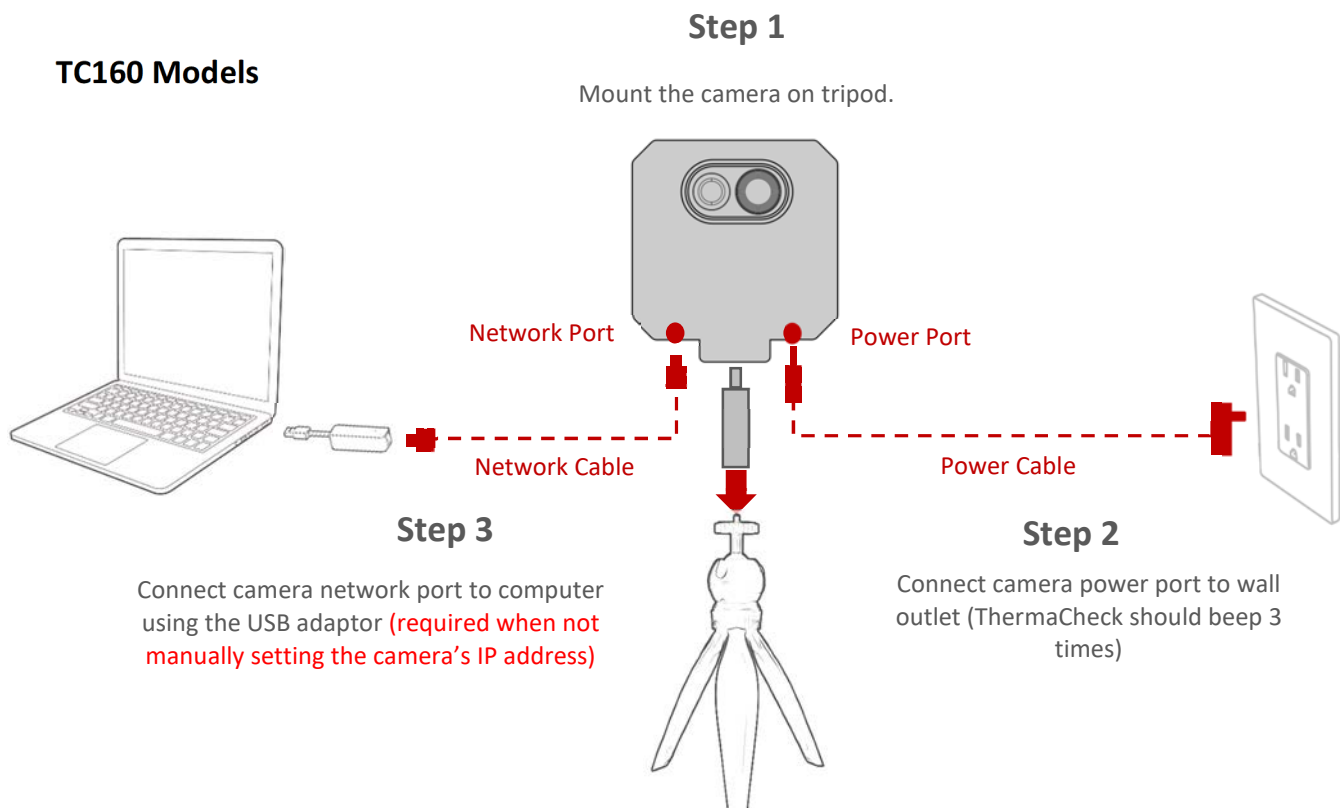 Step 1
TC160 Models
Mount the camera on tripod.
Network Port
Power Port
Network Cable
Power Cable
Step 3
Connect camera network port to computer
using the USB adaptor (required when not
manually setting the camera’s IP address)
Step 2
Connect camera power port to wall
outlet (ThermaCheck should beep 3
times)